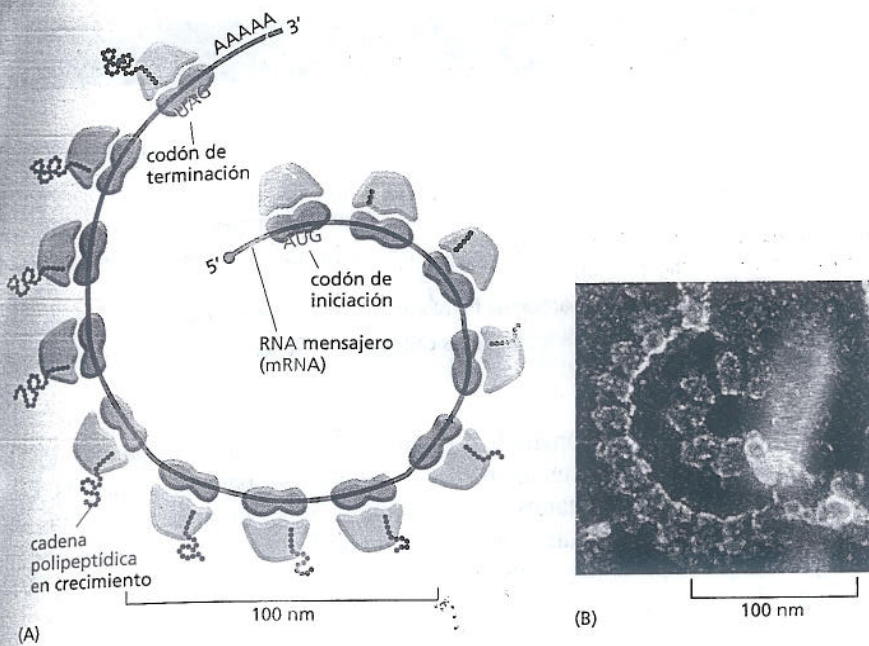 AAAAA 3'
UAG
codón de
terminación
AUG
5'
codón de
iniciación
RNA mensajero
(mRNA)
cadena
polipeptídica
en crecimiento
100 nm
(A)
100 nm
(B)